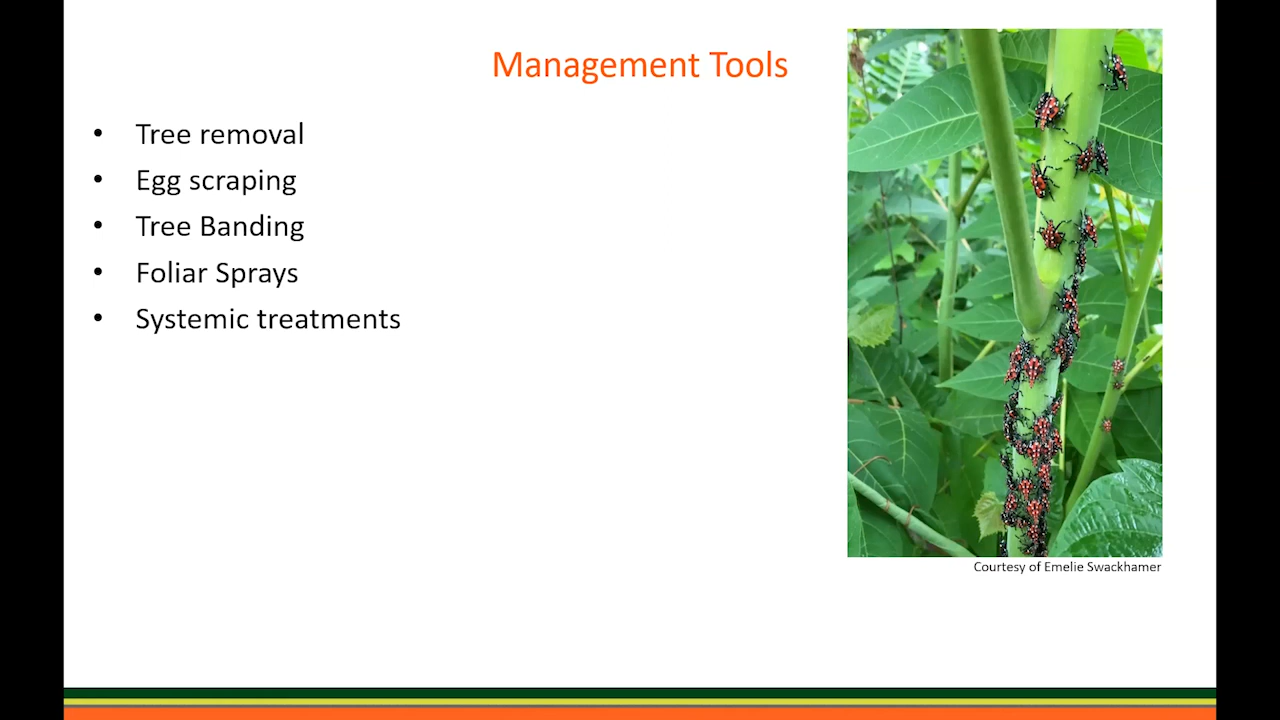 Management Tools
• Tree removal
• Egg scraping
• Tree Banding
• Foliar Sprays
• Systemic treatments
Courtesy of Emelie Swackhamer